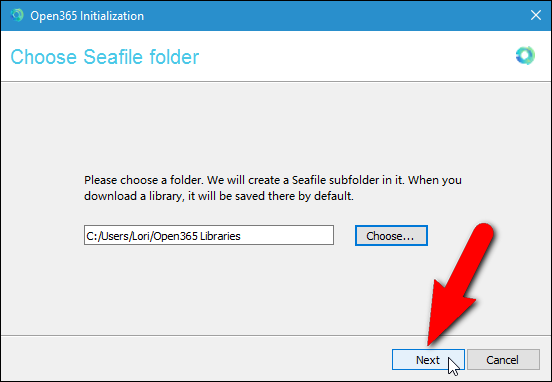 Open365 Initialization
Choose Seafile folder
Please choose a folder. We will create a Seafile subfolder in it. When you
download a library, it will be saved there by default.
C:/Users/Lori/Open365 Libraries
Choose...
Next
Cancel